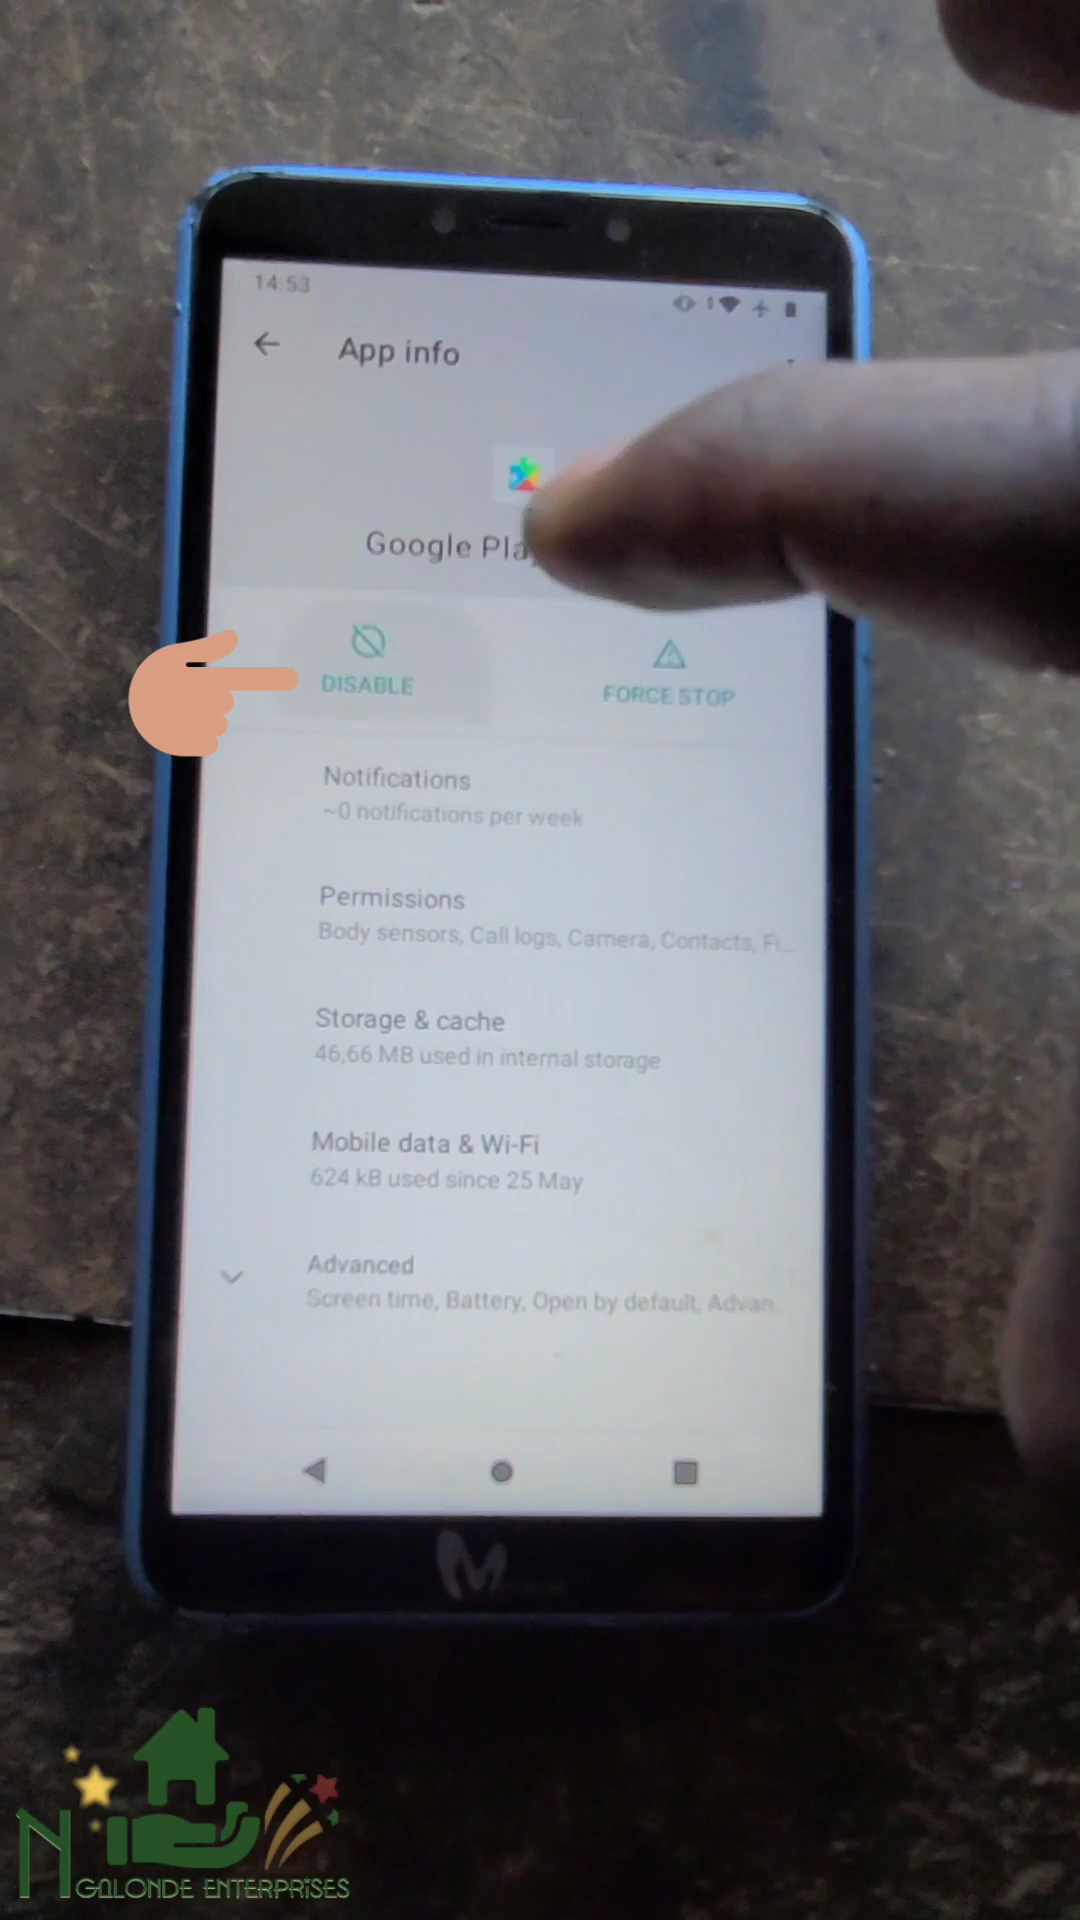 14:53
App info
Google
DISABLE
FORCE STOP
Notifications
~0 notifications per week
Permissions
Body sensors, Call logs, Camera, Contacts, Fi...
Storage & cache
46,66 MB used in internal storage
Mobile data & Wi-Fi
624 kB used since 25 May
Advanced
Screen time, Battery, Open by default, Advan..
NGALONDE ENTERPRISES